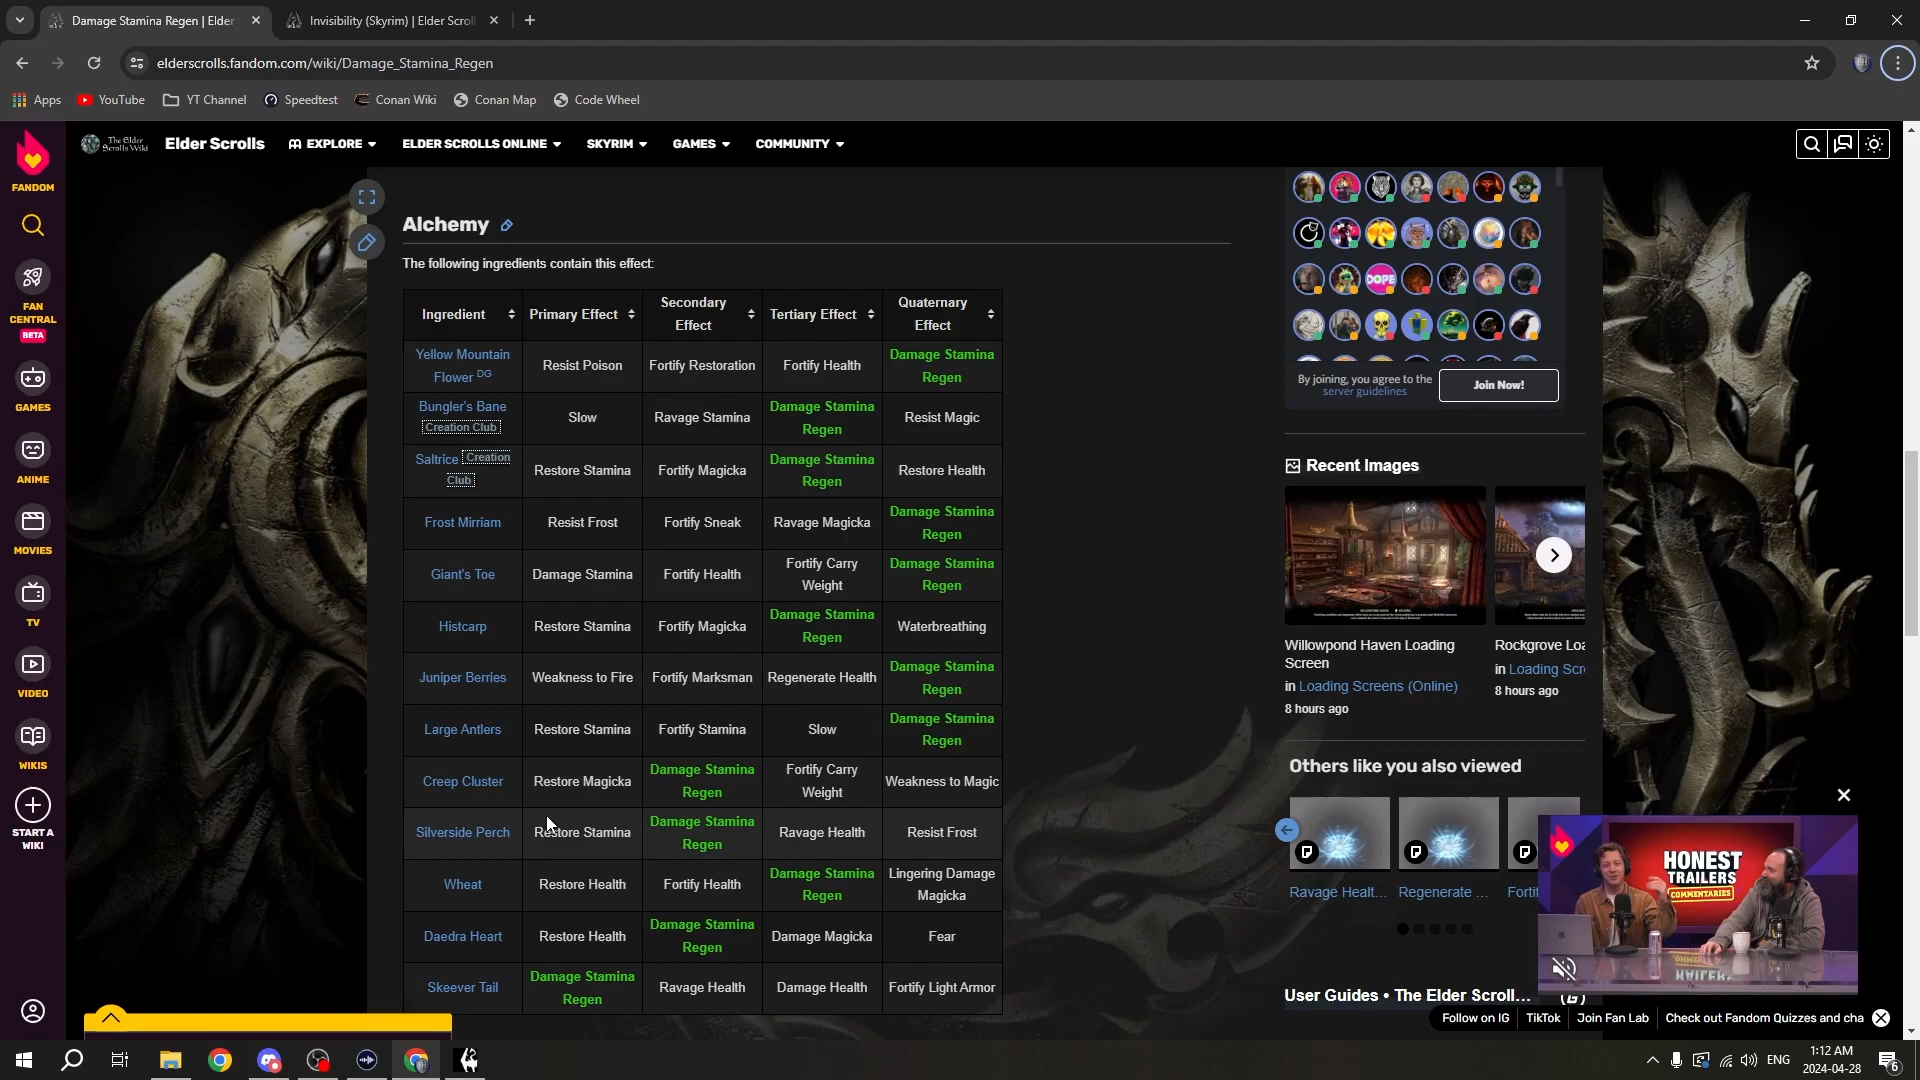 Damage Stamina Regen | Elder
Invisibility (Skyrim) | Elder Scroll
elderscrolls.fandom.com/wiki/Damage_Stamina_Regen
Apps
YouTube
YT Channel
Speedtest
Conan Wiki
Conan Map
Code Wheel
The Elder
Scrolls Wiki
Elder Scrolls
EXPLORE
ELDER SCROLLS ONLINE
SKYRIM
GAMES
COMMUNITY
FANDOM
FAN
CENTRAL
BETA
GAMES
ANIME
MOVIES
TV
VIDEO
WIKIS
START A
WIKI
Alchemy
The following ingredients contain this effect:
Ingredient Primary Effect Secondary Effect Tertiary Effect Quaternary Effect
Yellow Mountain Flower DG Resist Poison Fortify Restoration Fortify Health Damage Stamina Regen
Bungler's Bane Creation Club Slow Ravage Stamina Damage Stamina Regen Resist Magic
Saltrice Creation Club Restore Stamina Fortify Magicka Damage Stamina Regen Restore Health
Frost Mirriam Resist Frost Fortify Sneak Ravage Magicka Damage Stamina Regen
Giant's Toe Damage Stamina Fortify Health Fortify Carry Weight Damage Stamina Regen
Histcarp Restore Stamina Fortify Magicka Damage Stamina Regen Waterbreathing
Juniper Berries Weakness to Fire Fortify Marksman Regenerate Health Damage Stamina Regen
Large Antlers Restore Stamina Fortify Stamina Slow Damage Stamina Regen
Creep Cluster Restore Magicka Damage Stamina Regen Fortify Carry Weight Weakness to Magic
Silverside Perch Restore Stamina Damage Stamina Regen Ravage Health Resist Frost
Wheat Restore Health Fortify Health Damage Stamina Regen Lingering Damage Magicka
Daedra Heart Restore Health Damage Stamina Regen Damage Magicka Fear
Skeever Tail Damage Stamina Regen Ravage Health Damage Health Fortify Light Armor
DOPE
By joining, you agree to the
server guidelines
Join Now!
Recent Images
Willowpond Haven Loading
Screen
in Loading Screens (Online)
8 hours ago
Rockgrove Loa
in Loading Scre
8 hours ago
Others like you also viewed
Ravage Healt...
Regenerate ...
Fortif
HONEST
TRAILERS
COMMENTARIES
User Guides • The Elder Scroll...
Follow on IG
TikTok
Join Fan Lab
Check out Fandom Quizzes and cha
ENG
1:12 AM
2024-04-28
6